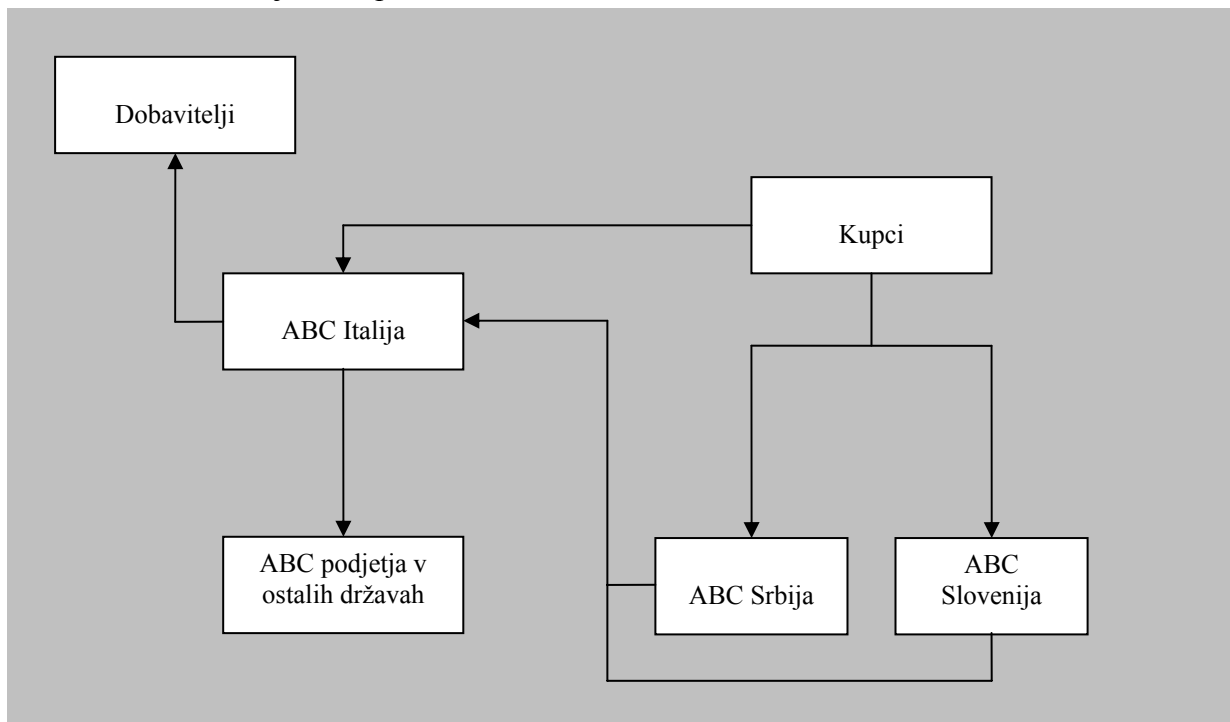 Dobavitelji
Kupci
ABC Italija
ABC podjetja v
ostalih državah
ABC Srbija
ABC
Slovenija